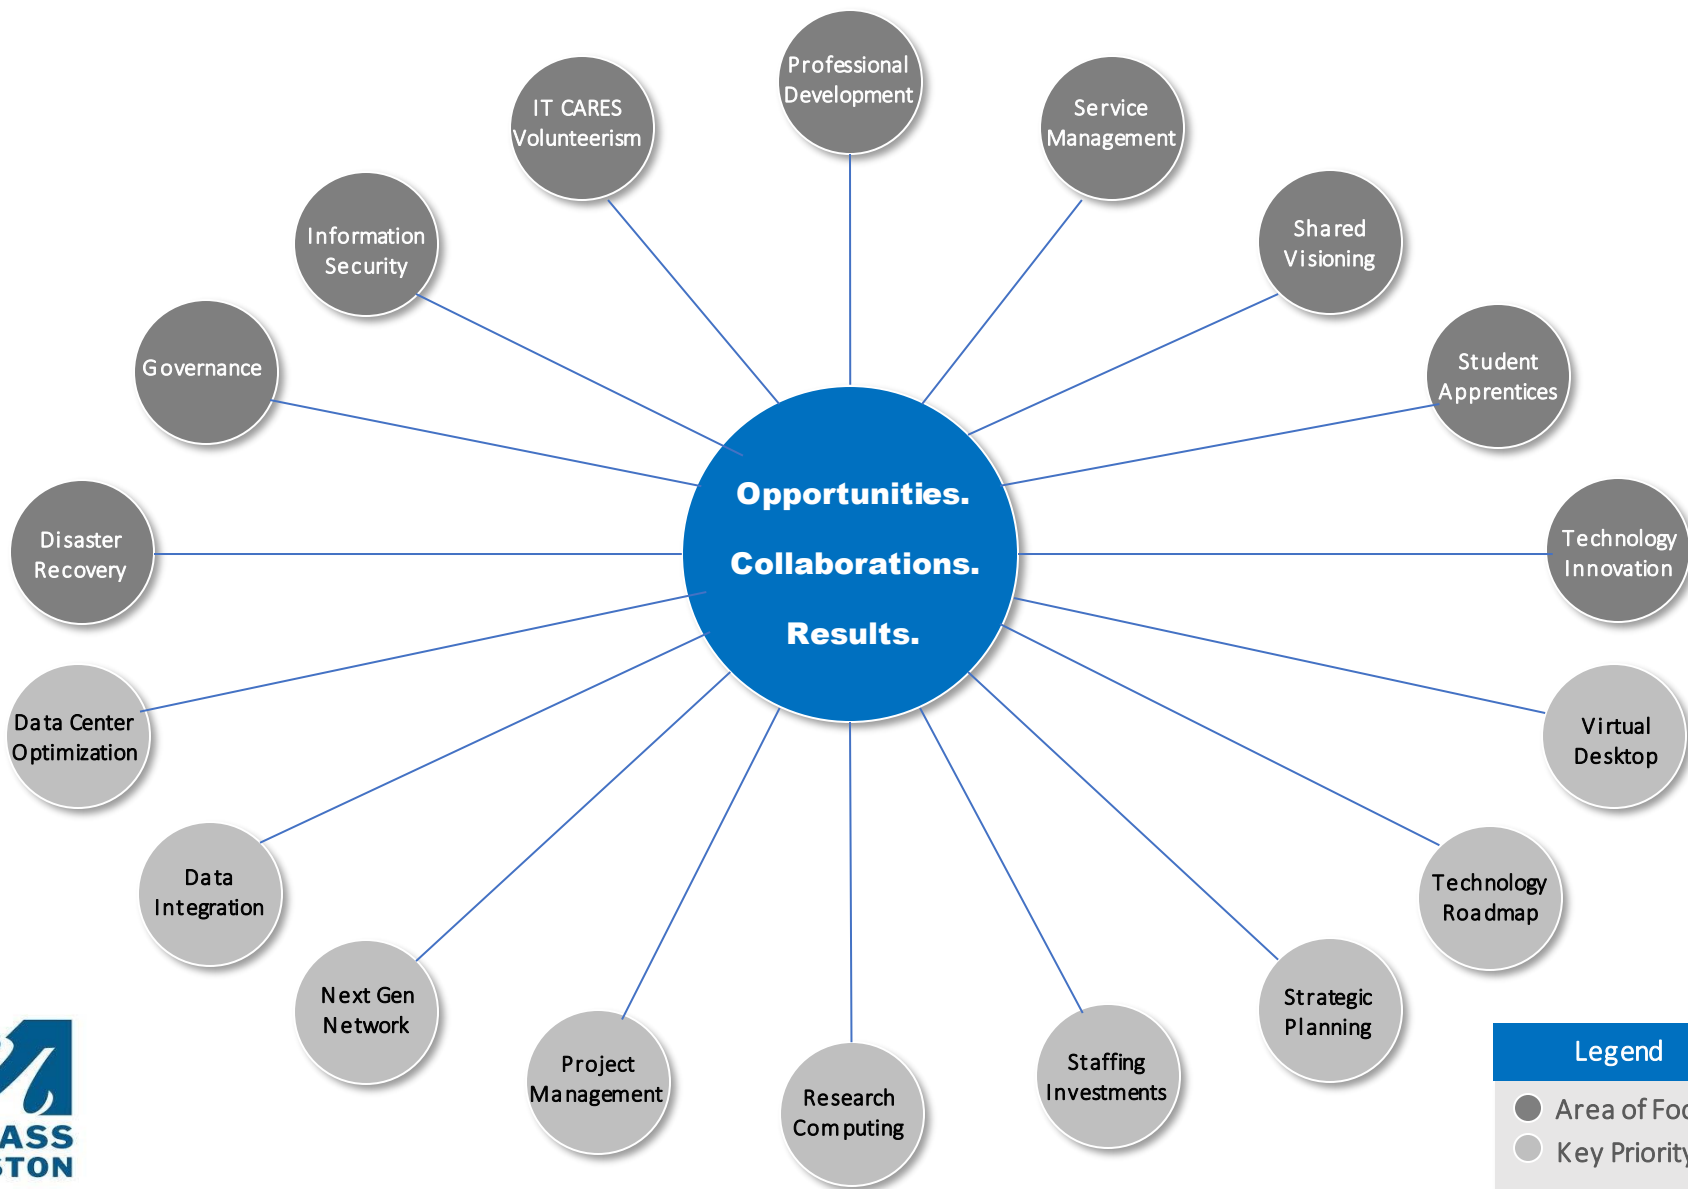 Professional
Development
IT CARES
Volunteerism
Service
Management
Information
Security
Shared
Visioning
Governance
Student
Apprentices
Opportunities.
Collaborations.
Results.
Disaster
Recovery
Technology
Innovation
Data Center
Optimization
Virtual
Desktop
Data
Integration
Technology
Roadmap
Next Gen
Network
Strategic
Planning
Project
Management
Research
Computing
Staffing
Investments
Legend
Area of Foc
Key Priority
ASS
STON